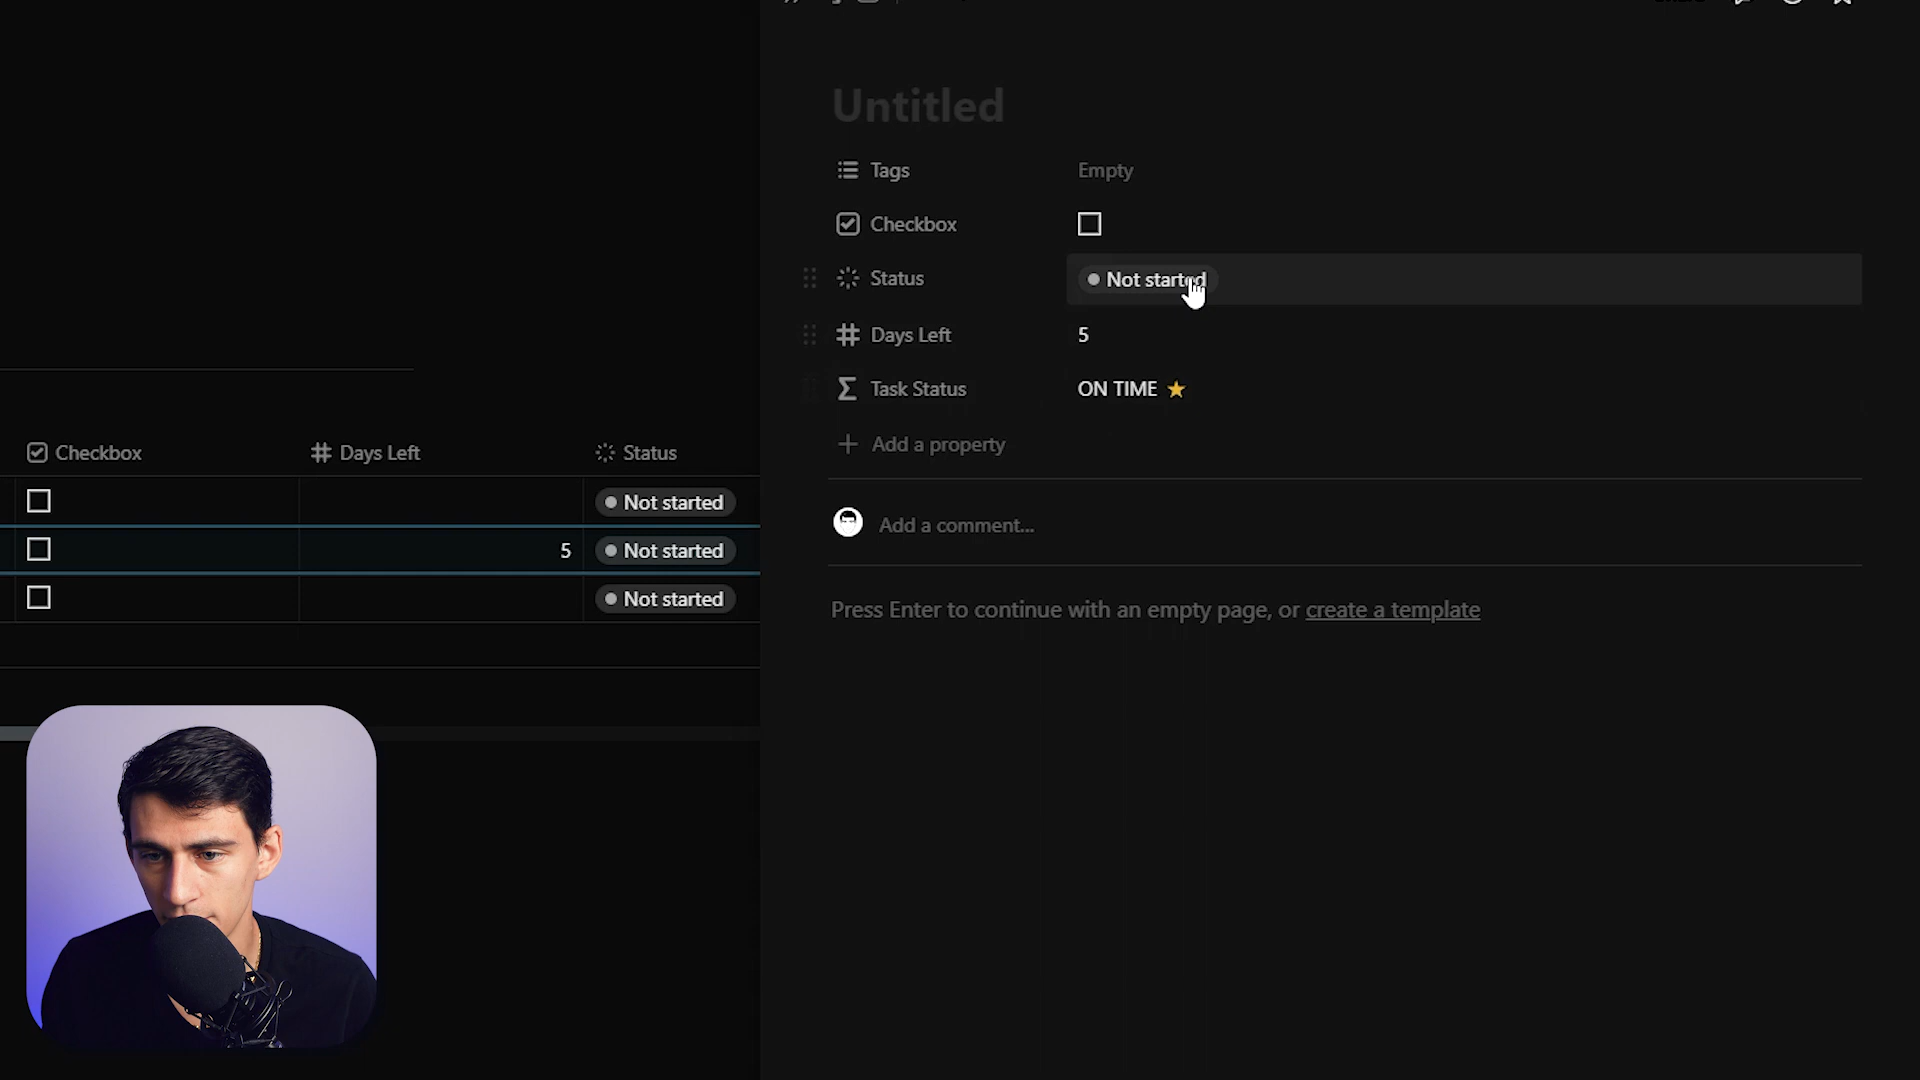 Untitled
Tags Empty
Checkbox
Status Not started
Days Left 5
Task Status ON TIME
Add a property
Add a comment...
Press Enter to continue with an empty page, or create a template
Checkbox Days Left Status
Not started
5 Not started
Not started